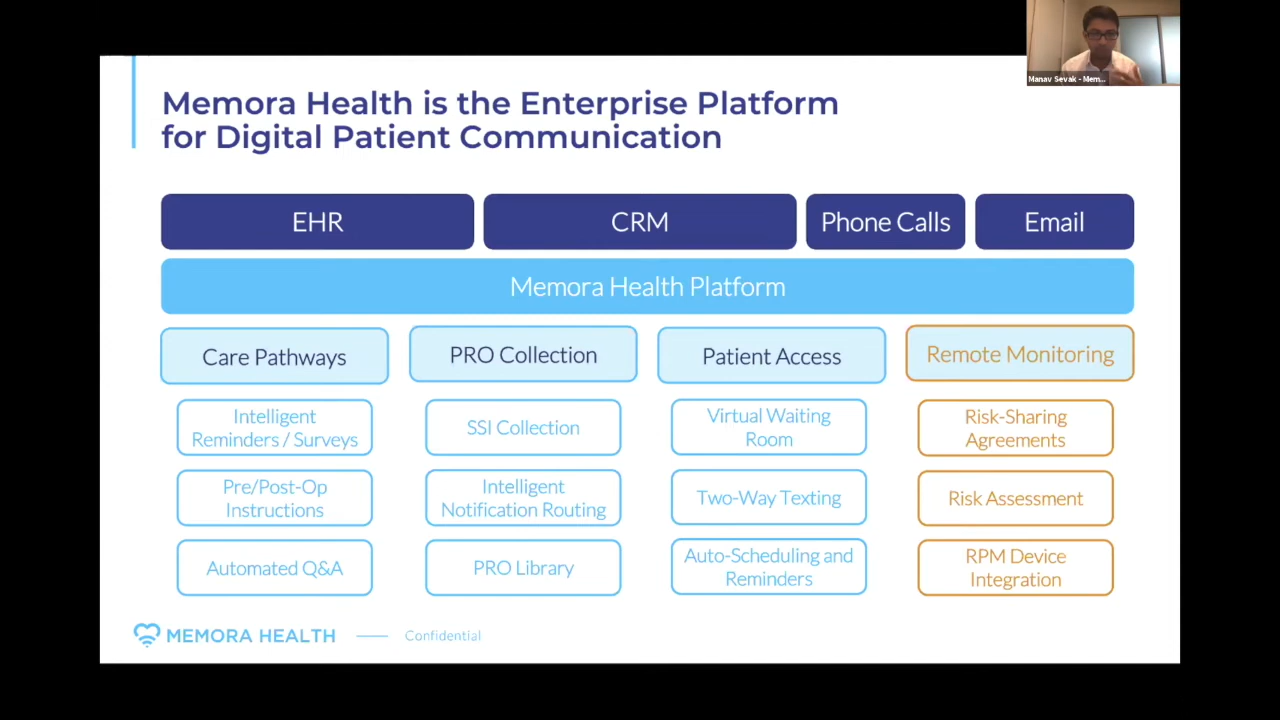 Manav Sevak - Mem...
Memora Health is the Enterprise Platform
for Digital Patient Communication
EHR
CRM
Phone Calls
Email
Memora Health Platform
Care Pathways
PRO Collection
Patient Access
Remote Monitoring
Intelligent
Reminders / Surveys
SSI Collection
Virtual Waiting
Room
Risk-Sharing
Agreements
Pre/Post-Op
Instructions
Intelligent
Notification Routing
Two-Way Texting
Risk Assessment
Automated Q&A
PRO Library
Auto-Scheduling and
Reminders
RPM Device
Integration
MEMORA HEALTH
Confidential